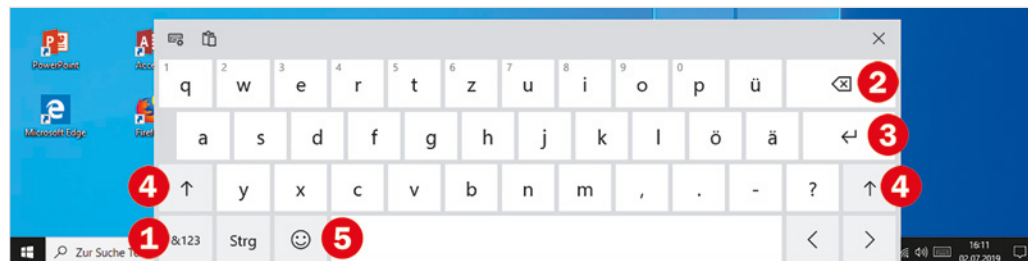 1 2 3 4 5 6 7 8 9 0
q w e r t z u i o p ü 2
PowerPoint Acce
a s d f g h j k l ö ä 3
Microsoft Edge Firef
4 y x c v b n m , . - ? 4
1 &123 Strg 5 < >
Zur Suche Te 16:11
02.07.2019